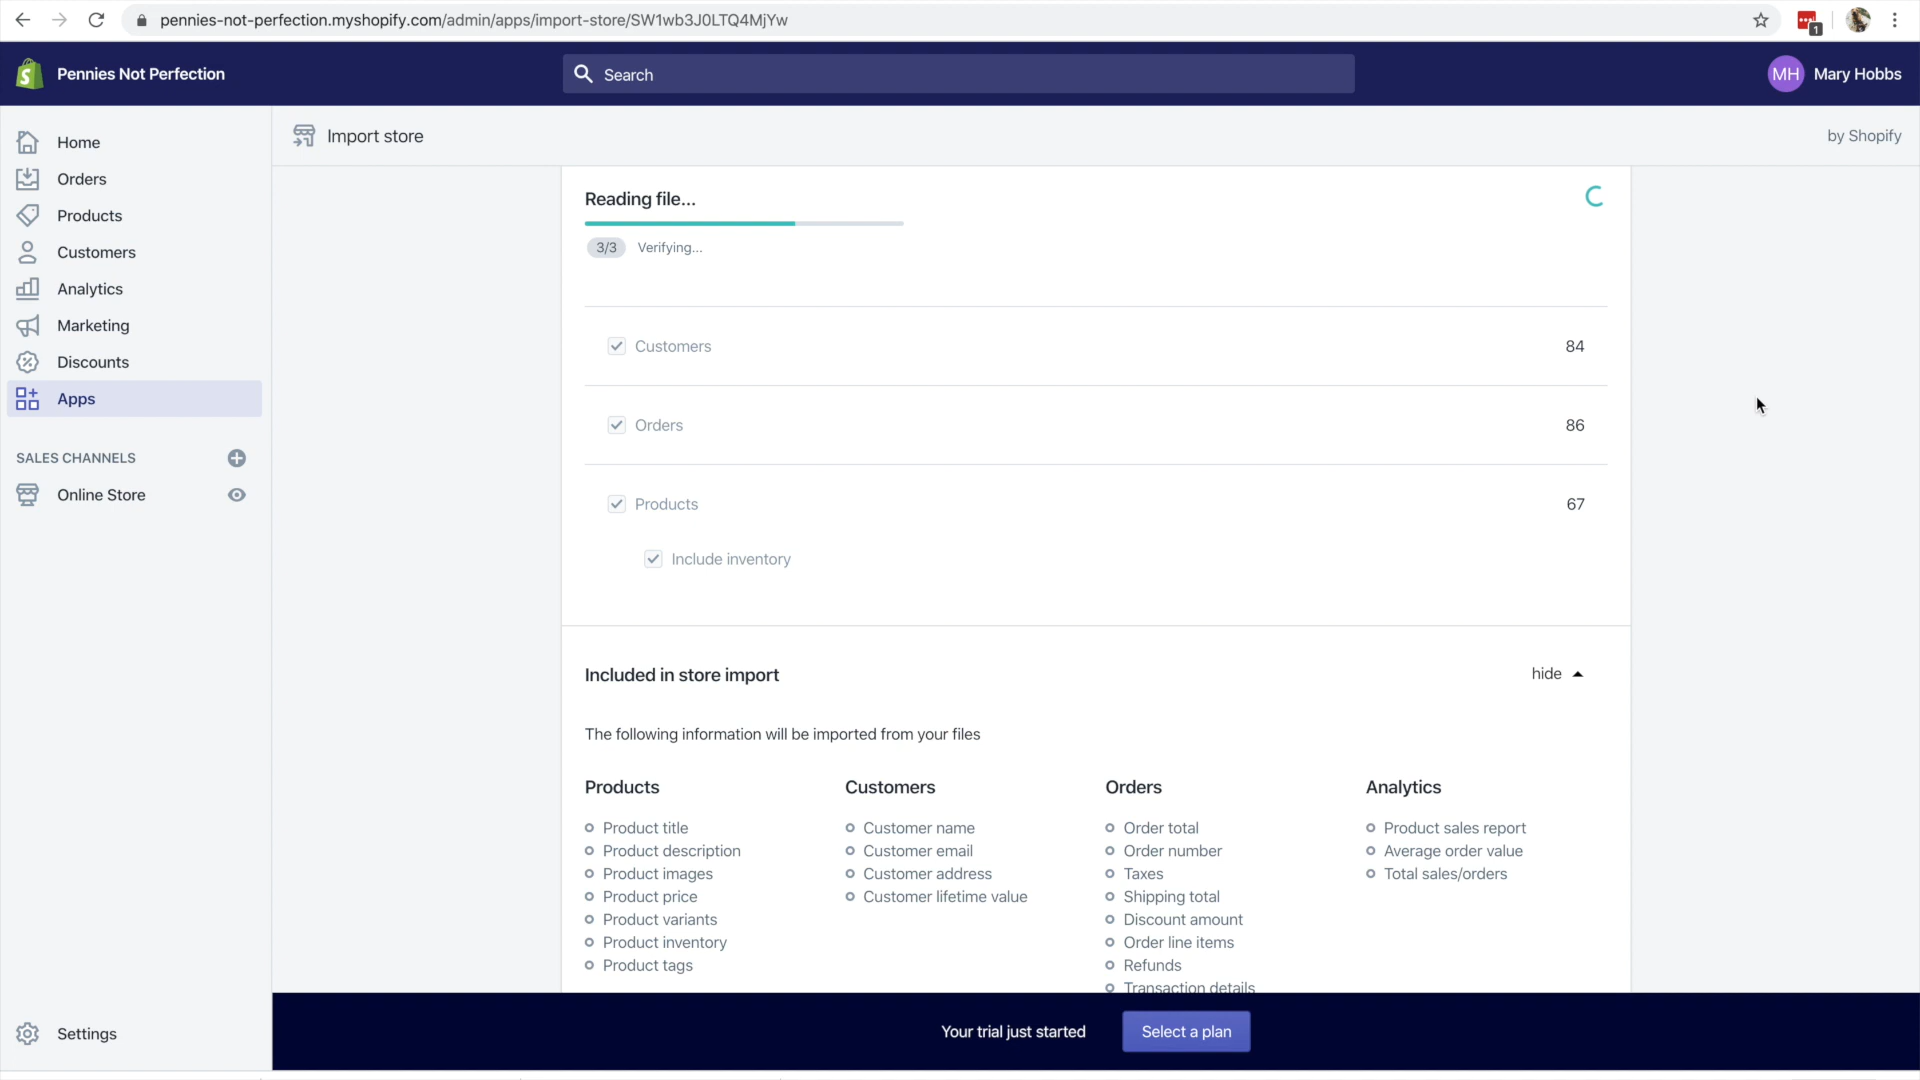 pennies-not-perfection.myshopify.com/admin/apps/import-store/SW1wb3J0LTQ4MjYw
1
Pennies Not Perfection
Search
MH Mary Hobbs
Home
Orders
Products
Customers
Analytics
Marketing
Discounts
Apps
SALES CHANNELS
Online Store
Settings
Import store
by Shopify
Reading file...
3/3 Verifying...
Customers 84
Orders 86
Products 67
Include inventory
Included in store import
hide
The following information will be imported from your files
Products
Product title
Product description
Product images
Product price
Product variants
Product inventory
Product tags
Customers
Customer name
Customer email
Customer address
Customer lifetime value
Orders
Order total
Order number
Taxes
Shipping total
Discount amount
Order line items
Refunds
Transaction details
Analytics
Product sales report
Average order value
Total sales/orders
Your trial just started
Select a plan